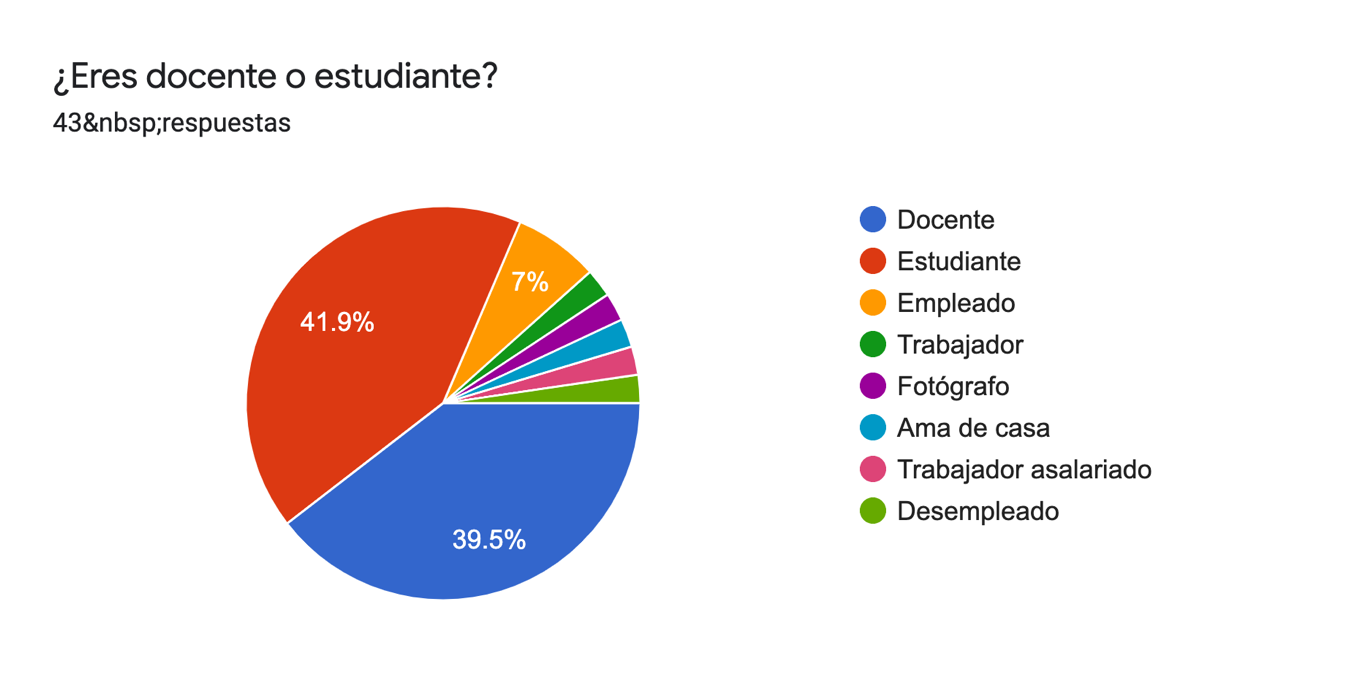 ¿Eres docente o estudiante?
43&nbsp;respuestas
41.9%
7%
39.5%
Docente
Estudiante
Empleado
Trabajador
Fotógrafo
Ama de casa
Trabajador asalariado
Desempleado